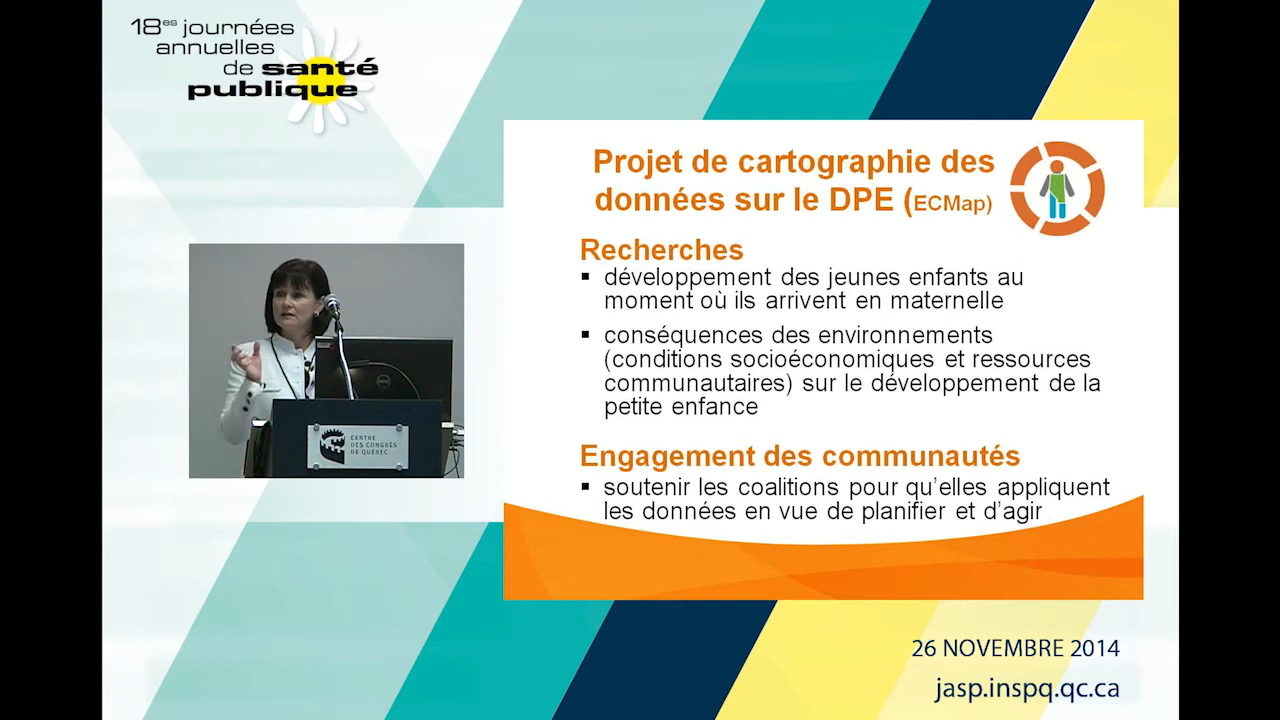 18es journées
annuelles
de santé
publique
Projet de cartographie des
données sur le DPE (ECMap)
Recherches
▪ développement des jeunes enfants au
moment où ils arrivent en maternelle
▪ conséquences des environnements
(conditions socioéconomiques et ressources
communautaires) sur le développement de la
petite enfance
Engagement des communautés
▪ soutenir les coalitions pour qu’elles appliquent
les données en vue de planifier et d’agir
DELL
CENTRE
DES CONGRÈS
DE QUÉBEC
26 NOVEMBRE 2014
jasp.inspq.qc.ca